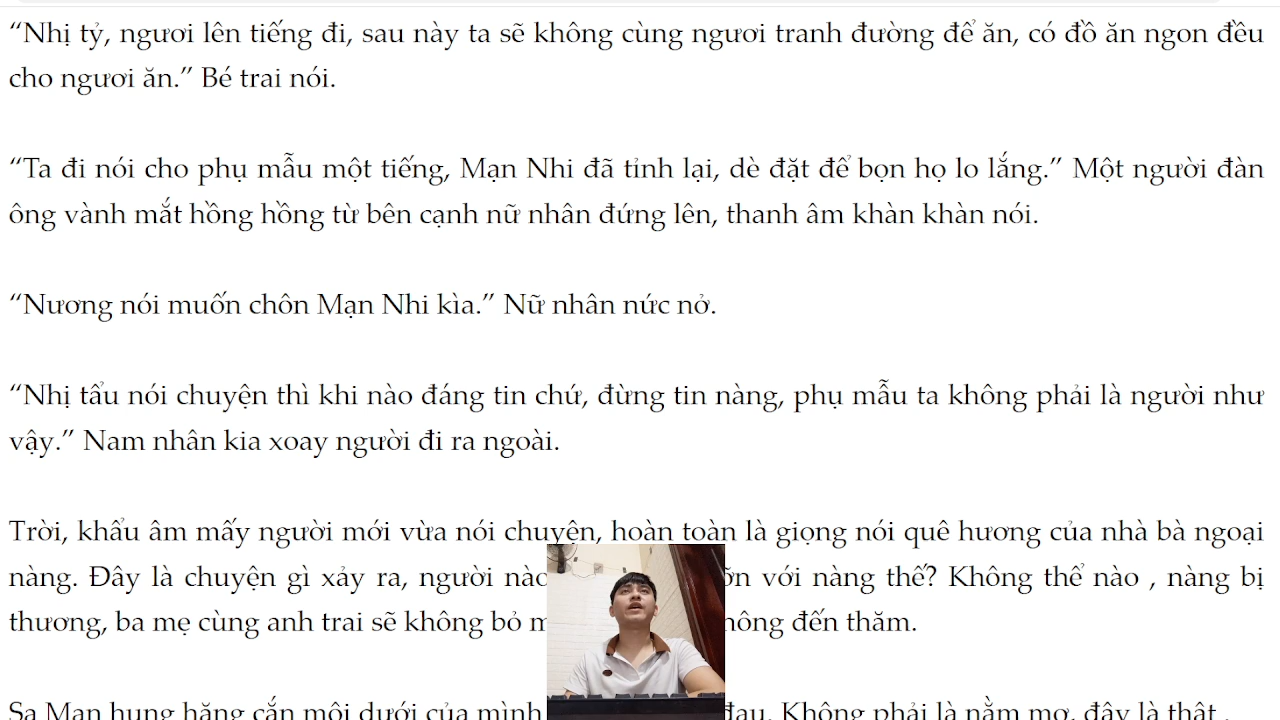 “Nhị tỷ, ngươi lên tiếng đi, sau này ta sẽ không cùng ngươi tranh đường để ăn, có đồ ăn ngon đều
cho ngươi ăn.” Bé trai nói.
“Ta đi nói cho phụ mẫu một tiếng, Mạn Nhi đã tỉnh lại, dè đặt để bọn họ lo lắng.” Một người đàn
ông vành mắt hồng hồng từ bên cạnh nữ nhân đứng lên, thanh âm khàn khàn nói.
“Nương nói muốn chôn Mạn Nhi kìa.” Nữ nhân nức nở.
“Nhị tẩu nói chuyện thì khi nào đáng tin chứ, đừng tin nàng, phụ mẫu ta không phải là người như
vậy.” Nam nhân kia xoay người đi ra ngoài.
Trời, khẩu âm mấy người mới vừa nói chuyện, hoàn toàn là giọng nói quê hương của nhà bà ngoại
nàng. Đây là chuyện gì xảy ra, người nào với nàng thế? Không thể nào , nàng bị
thương, ba mẹ cùng anh trai sẽ không bỏ đến thăm.
Sa Mạn hung hăng cắn môi dưới của mình đau. Không phải là nằm mơ, đây là thật .